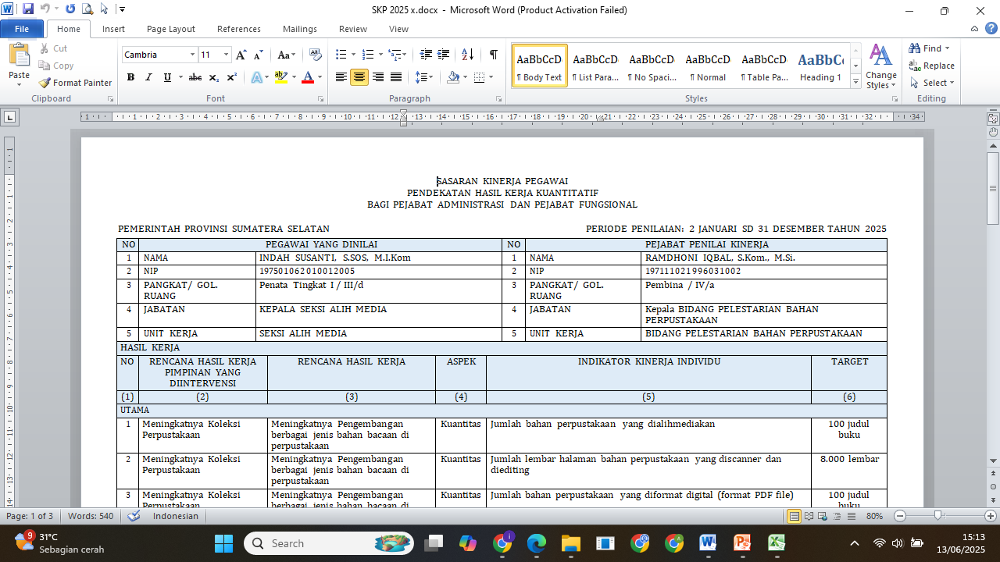 SKP 2025 x.docx - Microsoft Word (Product Activation Failed)
File Home Insert Page Layout References Mailings Review View
Paste
Cut
Copy
Format Painter
Clipboard
Cambria 11
Font
Paragraph
AaBbCcD AaBbCcD AaBbCcD AaBbCcD AaBbCcD AaBbCc
¶ Body Text ¶ List Para... ¶ No Spaci... ¶ Normal ¶ Table Pa... Heading 1
Change Styles
Styles
Find
Replace
Select
Editing
SASARAN KINERJA PEGAWAI
PENDEKATAN HASIL KERJA KUANTITATIF
BAGI PEJABAT ADMINISTRASI DAN PEJABAT FUNGSIONAL
PEMERINTAH PROVINSI SUMATERA SELATAN PERIODE PENILAIAN: 2 JANUARI SD 31 DESEMBER TAHUN 2025
NO PEGAWAI YANG DINILAI NO PEJABAT PENILAI KINERJA
1 NAMA INDAH SUSANTI, S.SOS, M.I.Kom 1 NAMA RAMDHONI IQBAL, S.Kom., M.Si.
2 NIP 197501062010012005 2 NIP 197111021996031002
3 PANGKAT/ GOL. Penata Tingkat I / III/d 3 PANGKAT/ GOL. Pembina / IV/a
RUANG RUANG
4 JABATAN KEPALA SEKSI ALIH MEDIA 4 JABATAN Kepala BIDANG PELESTARIAN BAHAN
PERPUSTAKAAN
5 UNIT KERJA SEKSI ALIH MEDIA 5 UNIT KERJA BIDANG PELESTARIAN BAHAN PERPUSTAKAAN
HASIL KERJA
NO RENCANA HASIL KERJA RENCANA HASIL KERJA ASPEK INDIKATOR KINERJA INDIVIDU TARGET
PIMPINAN YANG
DIINTERVENSI
(1) (2) (3) (4) (5) (6)
UTAMA
1 Meningkatnya Koleksi Meningkatnya Pengembangan Kuantitas Jumlah bahan perpustakaan yang dialihmediakan 100 judul
Perpustakaan berbagai jenis bahan bacaan di buku
perpustakaan
2 Meningkatnya Koleksi Meningkatnya Pengembangan Kuantitas Jumlah lembar halaman bahan perpustakaan yang discanner dan 8.000 lembar
Perpustakaan berbagai jenis bahan bacaan di diediting
perpustakaan
3 Meningkatnya Koleksi Meningkatnya Pengembangan Kuantitas Jumlah bahan perpustakaan yang diformat digital (format PDF file) 100 judul
Perpustakaan berbagai jenis bahan bacaan di buku
Page: 1 of 3 Words: 540 Indonesian 80%
9 31°C
Sebagian cerah
Search
15:13
13/06/2025